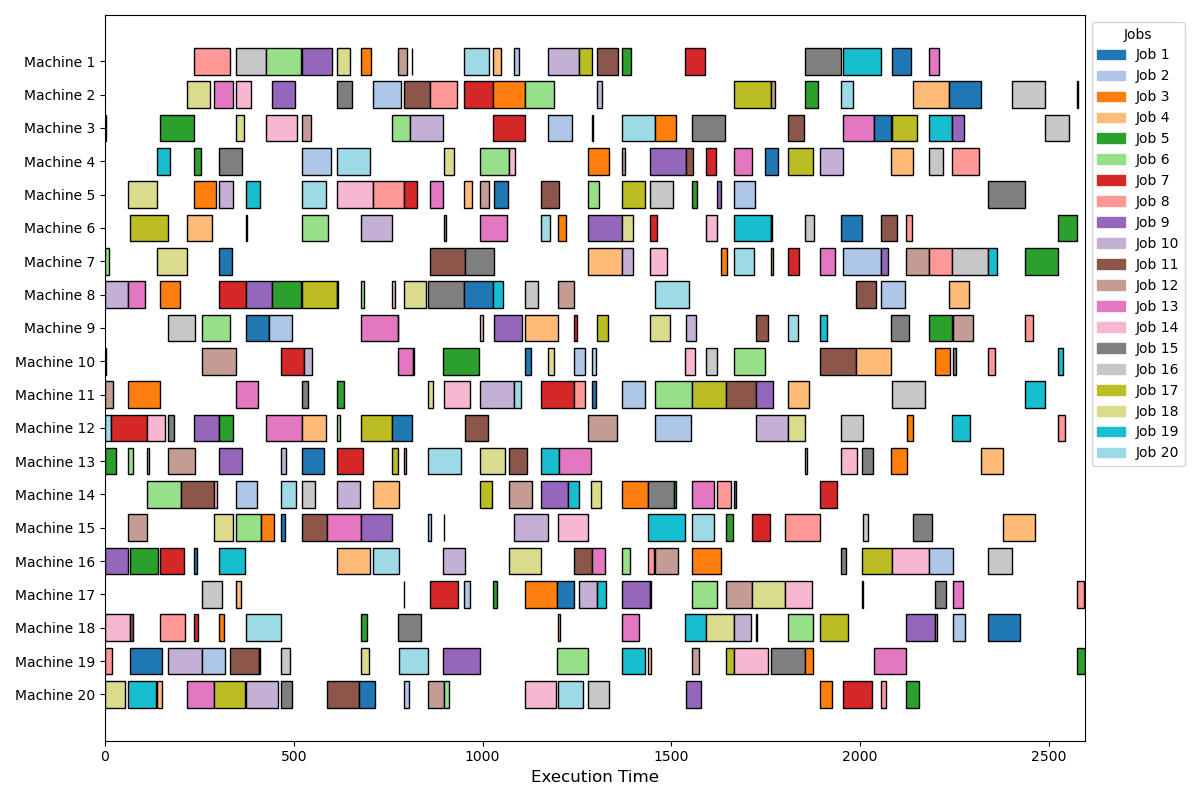 Machine 1
Machine 2
Machine 3
Machine 4
Machine 5
Machine 6
Machine 7
Machine 8
Machine 9
Machine 10
Machine 11
Machine 12
Machine 13
Machine 14
Machine 15
Machine 16
Machine 17
Machine 18
Machine 19
Machine 20
0 500 1000 1500 2000 2500
Execution Time
Jobs
Job 1
Job 2
Job 3
Job 4
Job 5
Job 6
Job 7
Job 8
Job 9
Job 10
Job 11
Job 12
Job 13
Job 14
Job 15
Job 16
Job 17
Job 18
Job 19
Job 20